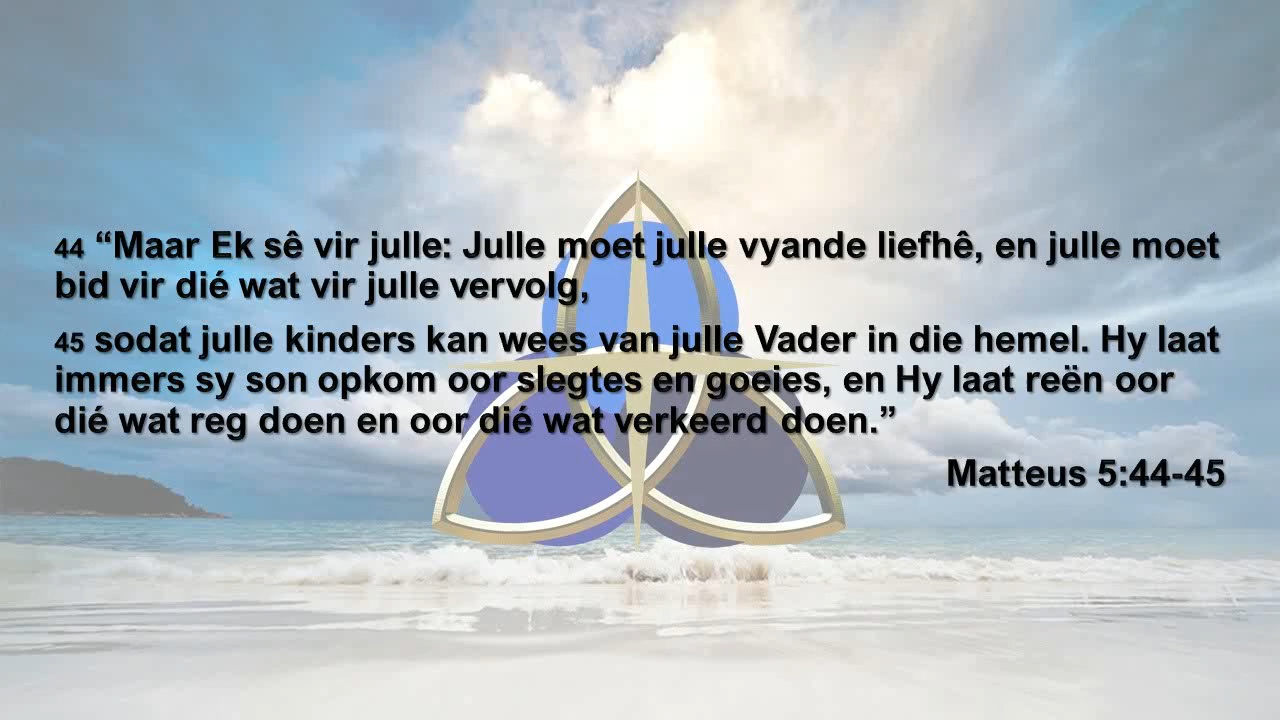 44 “Maar Ek sê vir julle: Julle moet julle vyande liefhê, en julle moet
bid vir dié wat vir julle vervolg,
45 sodat julle kinders kan wees van julle Vader in die hemel. Hy laat
immers sy son opkom oor slegtes en goeies, en Hy laat reën oor
dié wat reg doen en oor dié wat verkeerd doen.”
Matteus 5:44-45